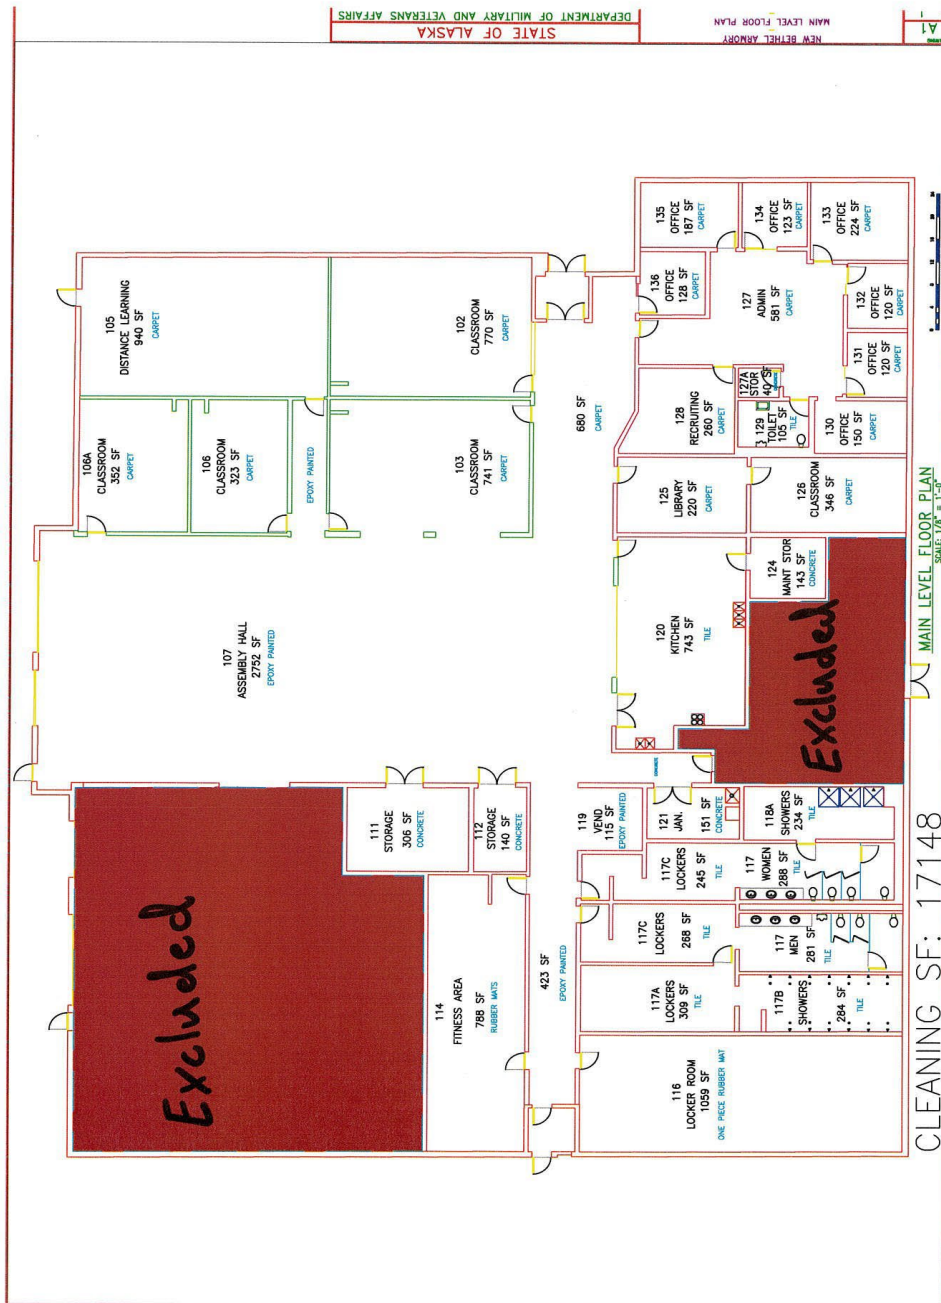 DEPARTMENT OF MILITARY AND VETERANS AFFAIRS
STATE OF ALASKA
MAIN LEVEL FLOOR PLAN
NEW BETHEL ARMORY
A1
105
DISTANCE LEARNING
940 SF
CARPET
102
CLASSROOM
770 SF
CARPET
106A
CLASSROOM
352 SF
CARPET
106
CLASSROOM
323 SF
CARPET
EPOXY PAINTED
103
CLASSROOM
741 SF
CARPET
680 SF
CARPET
135
OFFICE
187 SF
CARPET
134
OFFICE
123 SF
CARPET
133
OFFICE
224 SF
CARPET
136
OFFICE
128 SF
CARPET
127
ADMIN
581 SF
CARPET
132
OFFICE
120 SF
CARPET
131
OFFICE
120 SF
CARPET
128
RECRUITING
260 SF
CARPET
127A
STOR
40 SF
CONCRETE
129
TOILET
105 SF
TILE
130
OFFICE
150 SF
CARPET
125
LIBRARY
220 SF
CARPET
126
CLASSROOM
346 SF
CARPET
107
ASSEMBLY HALL
2752 SF
EPOXY PAINTED
120
KITCHEN
743 SF
TILE
124
MAINT STOR
143 SF
CONCRETE
Excluded
CONCRETE
111
STORAGE
306 SF
CONCRETE
112
STORAGE
140 SF
CONCRETE
119
VEND
115 SF
EPOXY PAINTED
121
JAN.
151 SF
CONCRETE
118A
SHOWERS
234 SF
TILE
117C
LOCKERS
245 SF
TILE
117
WOMEN
288 SF
TILE
Excluded
114
FITNESS AREA
788 SF
RUBBER MATS
423 SF
EPOXY PAINTED
117C
LOCKERS
268 SF
TILE
117
MEN
281 SF
TILE
117A
LOCKERS
309 SF
TILE
117B
SHOWERS
284 SF
TILE
116
LOCKER ROOM
1059 SF
ONE PIECE RUBBER MAT
MAIN LEVEL FLOOR PLAN
SCALE: 1/8" = 1'-0"
CLEANING SF: 17148